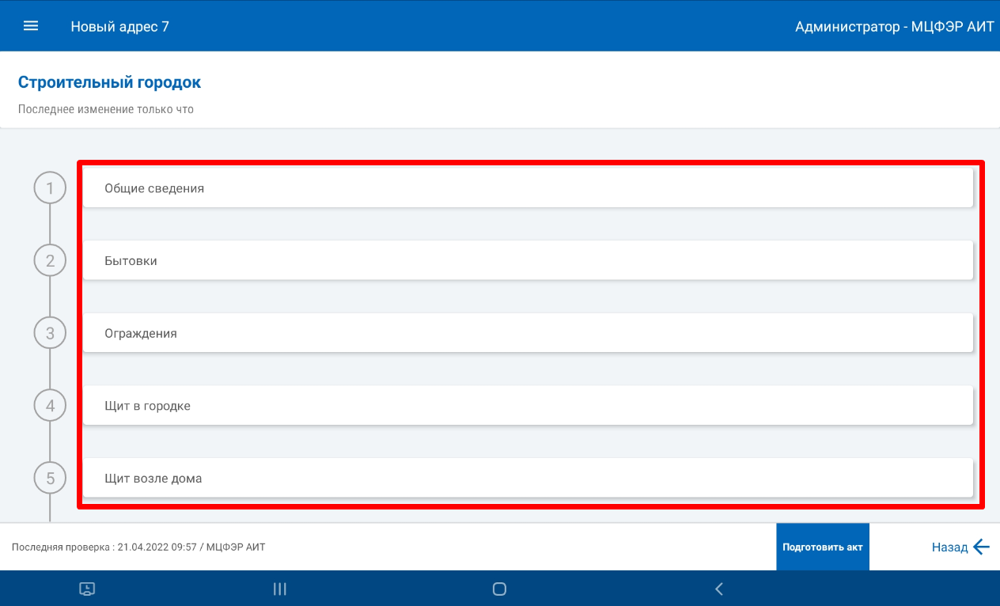 Новый адрес 7
Администратор - МЦФЭР АИТ
Строительный городок
Последнее изменение только что
1
Общие сведения
2
Бытовки
3
Ограждения
4
Щит в городке
5
Щит возле дома
Последняя проверка : 21.04.2022 09:57 / МЦФЭР АИТ
Подготовить акт
Назад